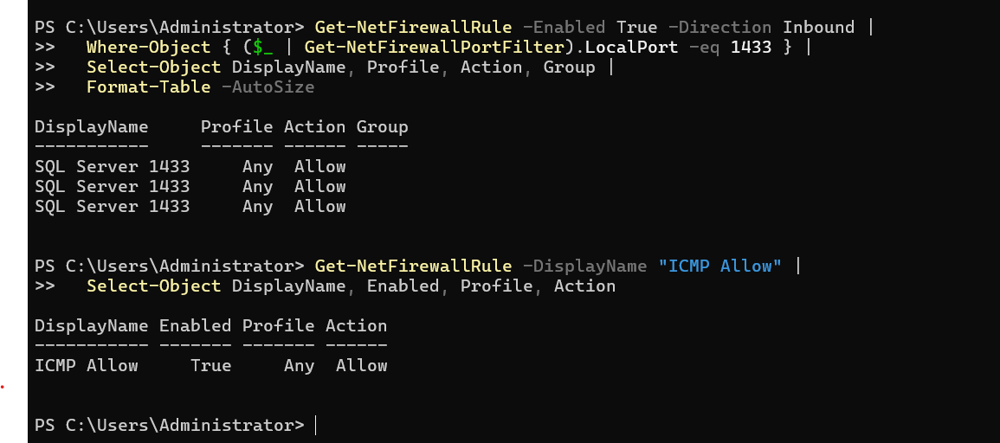 PS C:\Users\Administrator> Get-NetFirewallRule -Enabled True -Direction Inbound |
>>   Where-Object { ($_ | Get-NetFirewallPortFilter).LocalPort -eq 1433 } |
>>   Select-Object DisplayName, Profile, Action, Group |
>>   Format-Table -AutoSize

DisplayName     Profile Action Group
-----------     ------- ------ -----
SQL Server 1433     Any  Allow
SQL Server 1433     Any  Allow
SQL Server 1433     Any  Allow

PS C:\Users\Administrator> Get-NetFirewallRule -DisplayName "ICMP Allow" |
>>   Select-Object DisplayName, Enabled, Profile, Action

DisplayName Enabled Profile Action
----------- ------- ------- ------
ICMP Allow     True     Any  Allow

PS C:\Users\Administrator>